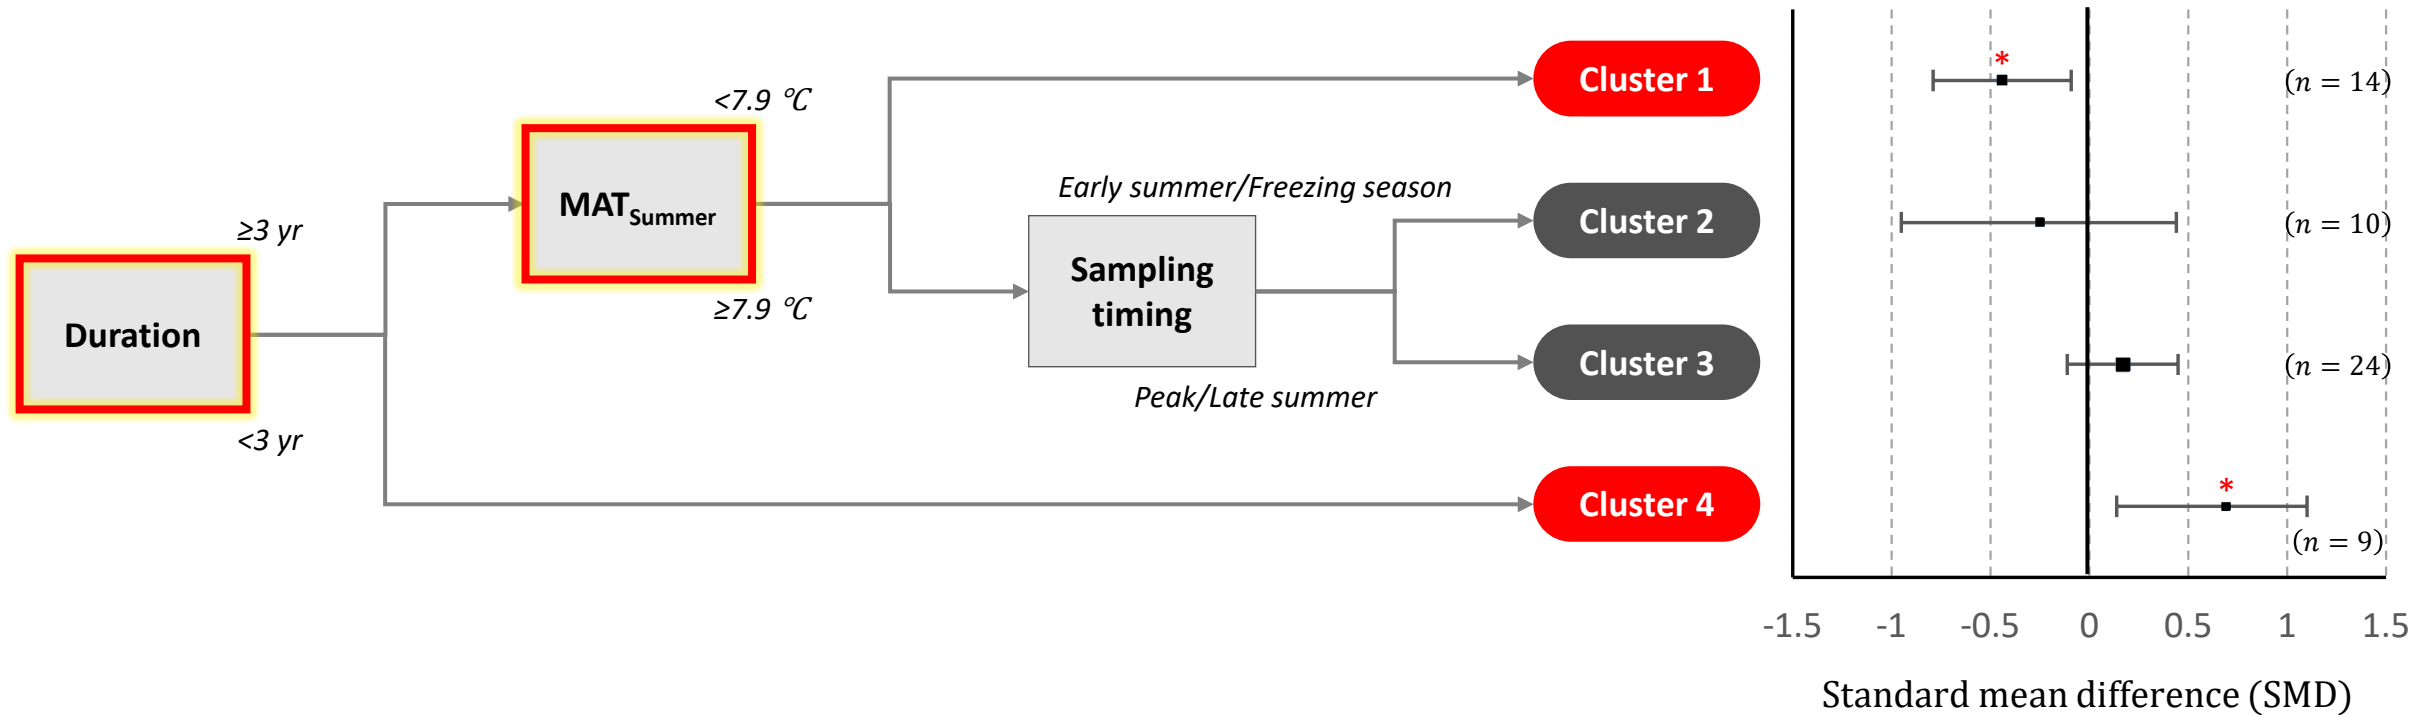 Duration
≥3 yr
<3 yr
MAT_Summer
<7.9 ℃
≥7.9 ℃
Sampling
timing
Early summer/Freezing season
Peak/Late summer
Cluster 1
Cluster 2
Cluster 3
Cluster 4
*
(n = 14)
(n = 10)
(n = 24)
*
(n = 9)
-1.5 -1 -0.5 0 0.5 1 1.5
Standard mean difference (SMD)